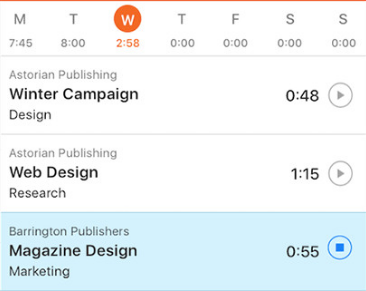 M T W T F S S
7:45 8:00 2:58 0:00 0:00 0:00 0:00
Astorian Publishing
Winter Campaign 0:48
Design
Astorian Publishing
Web Design 1:15
Research
Barrington Publishers
Magazine Design 0:55
Marketing